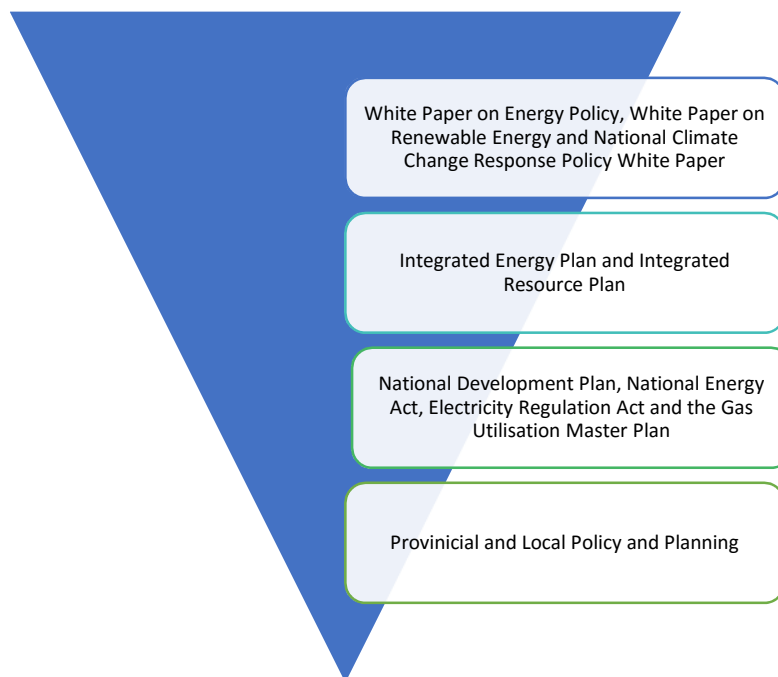 White Paper on Energy Policy, White Paper on
Renewable Energy and National Climate
Change Response Policy White Paper
Integrated Energy Plan and Integrated
Resource Plan
National Development Plan, National Energy
Act, Electricity Regulation Act and the Gas
Utilisation Master Plan
Provinicial and Local Policy and Planning